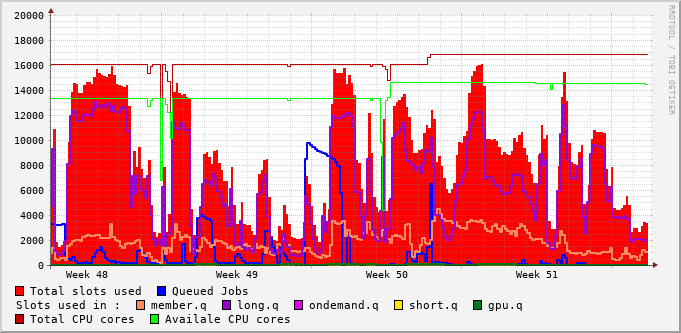 20000
18000
16000
14000
12000
10000
8000
6000
4000
2000
0
Week 48 Week 49 Week 50 Week 51
RRDTOOL / TOBI OETIKER
Total slots used Queued Jobs
Slots used in : member.q long.q ondemand.q short.q gpu.q
Total CPU cores Availale CPU cores